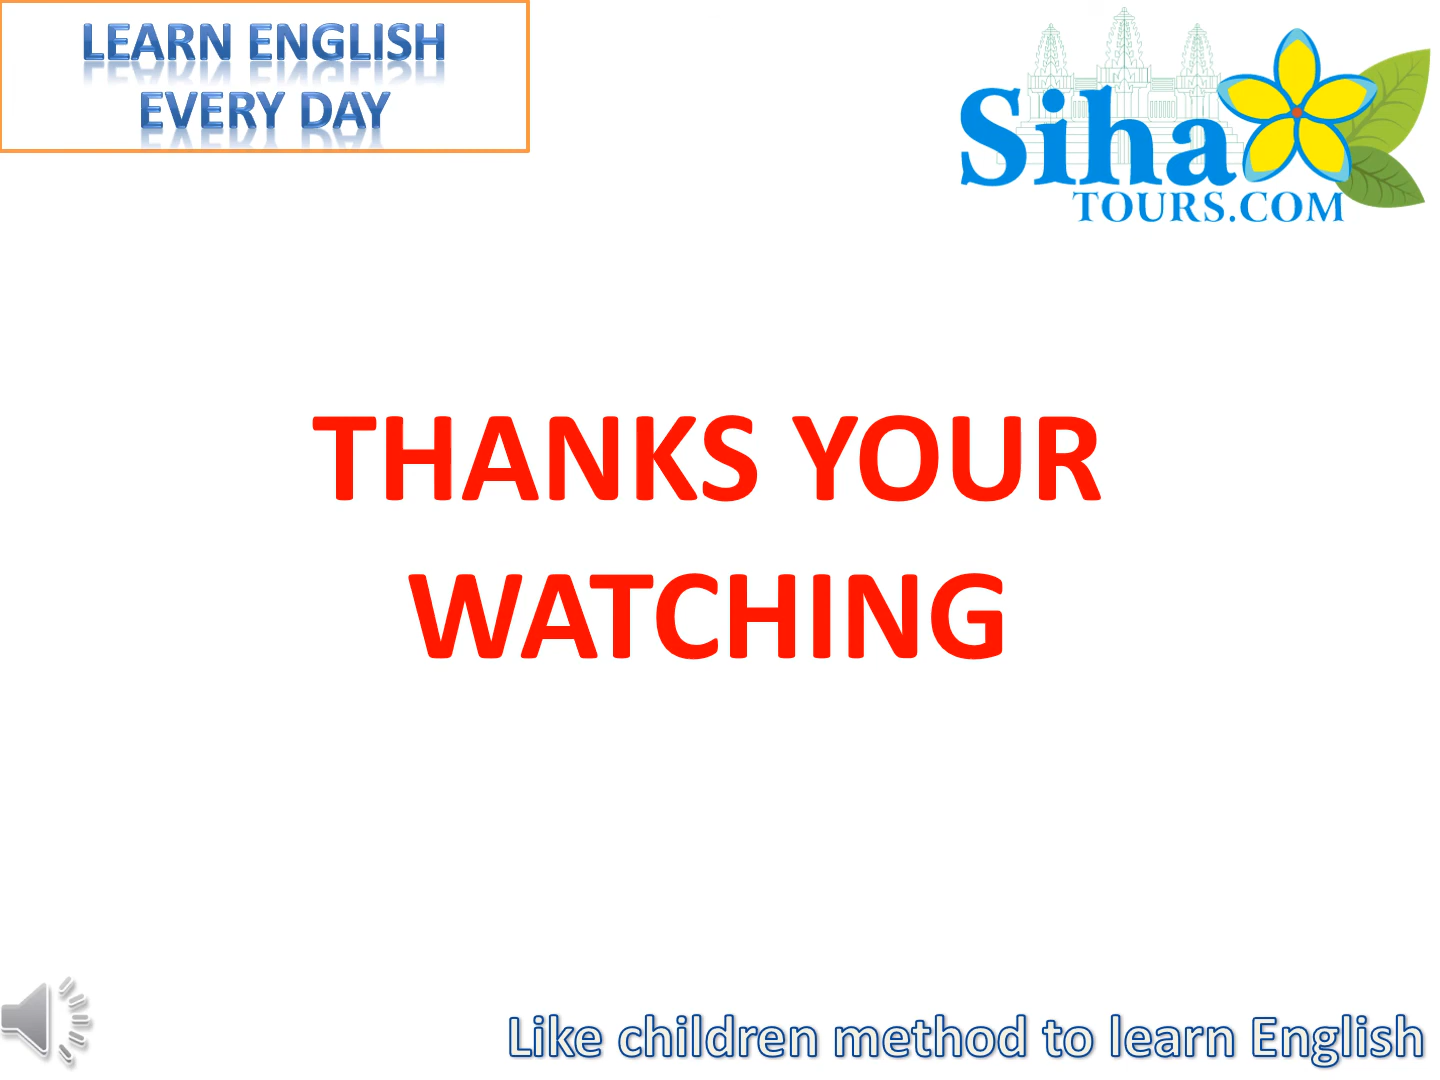 LEARN ENGLISH
EVERY DAY
Siha
TOURS.COM
THANKS YOUR
WATCHING
Like children method to learn English